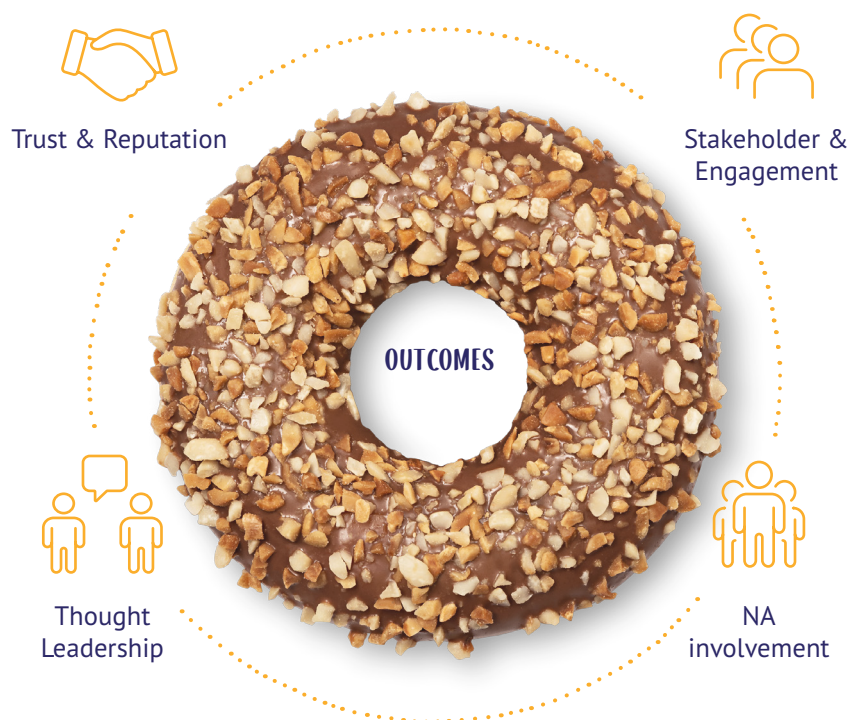 Trust & Reputation
Stakeholder &
Engagement
OUTCOMES
Thought
Leadership
NA
involvement